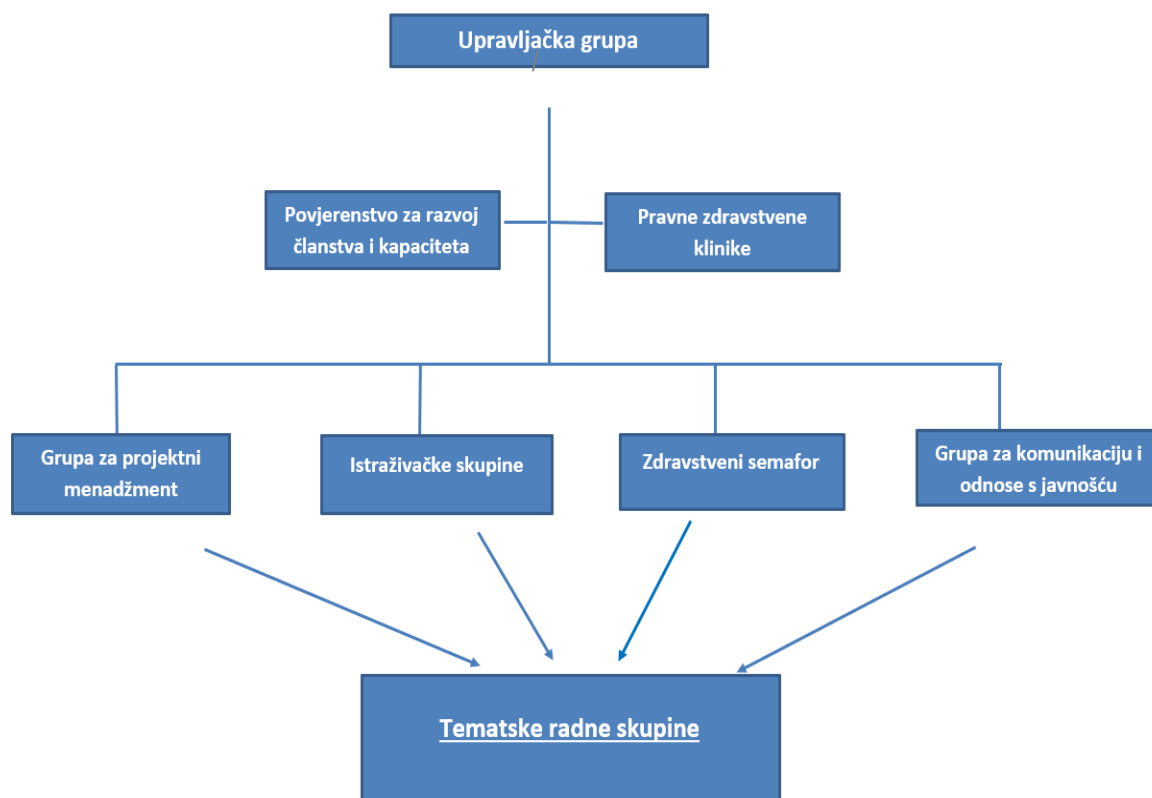 Upravljačka grupa
Povjerenstvo za razvoj
članstva i kapaciteta
Pravne zdravstvene
klinike
Grupa za projektni
menadžment
Istraživačke skupine
Zdravstveni semafor
Grupa za komunikaciju i
odnose s javnošću
Tematske radne skupine